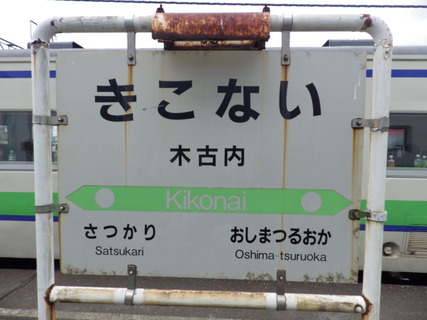 きこない
木古内
Kikonai
さつかり おしまつるおか
Satsukari Oshima-tsuruoka